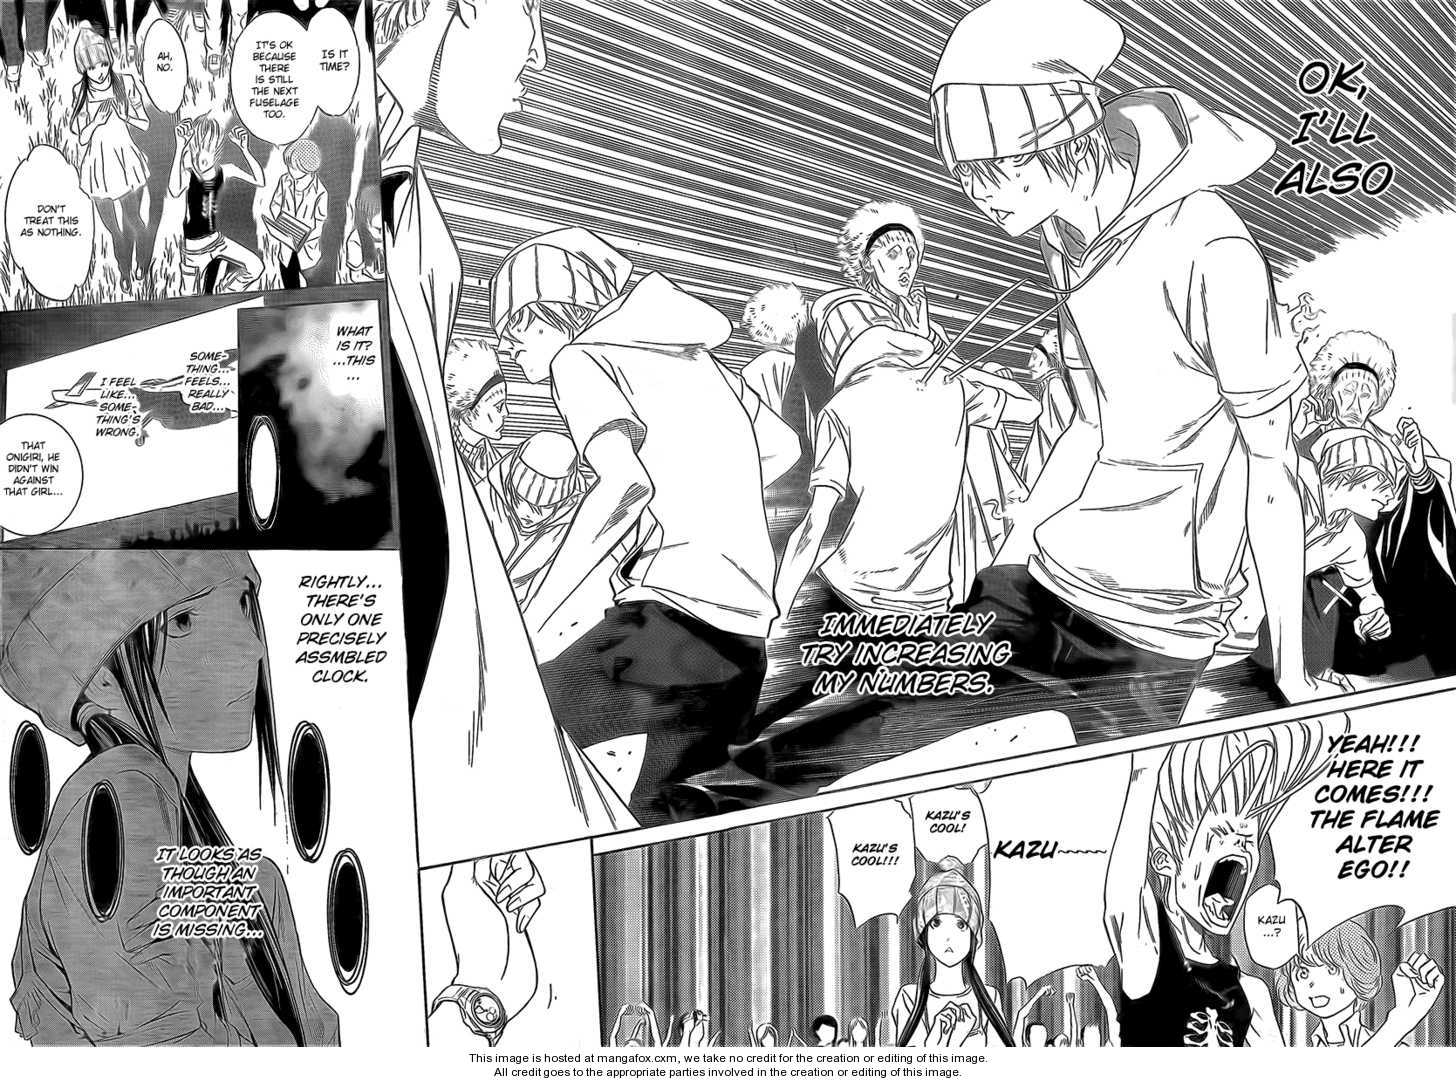 OK,
I'LL
ALSO
IMMEDIATELY
TRY INCREASING
MY NUMBERS.
YEAH!!!
HERE IT
COMES!!!
THE FLAME
ALTER
EGO!!
KAZU
...?
KAZU~~~~~
KAZU'S
COOL!
KAZU'S
COOL!!!
IS IT
TIME?
IT'S OK
BECAUSE
THERE
IS STILL
THE NEXT
FUSELAGE
TOO.
AH,
NO.
DON'T
TREAT THIS
AS NOTHING.
WHAT
IS IT?
...THIS
...
SOME-
THING...
FEELS...
REALLY
BAD...
I FEEL
LIKE...
SOME-
THING'S
WRONG.
THAT
ONIGIRI, HE
DIDN'T WIN
AGAINST
THAT GIRL...
RIGHTLY...
THERE'S
ONLY ONE
PRECISELY
ASSMBLED
CLOCK.
IT LOOKS AS
THOUGH AN
IMPORTANT
COMPONENT
IS MISSING...
This image is hosted at mangafox.cxm, we take no credit for the creation or editing of this image.
All credit goes to the appropriate parties involved in the creation or editing of this image.